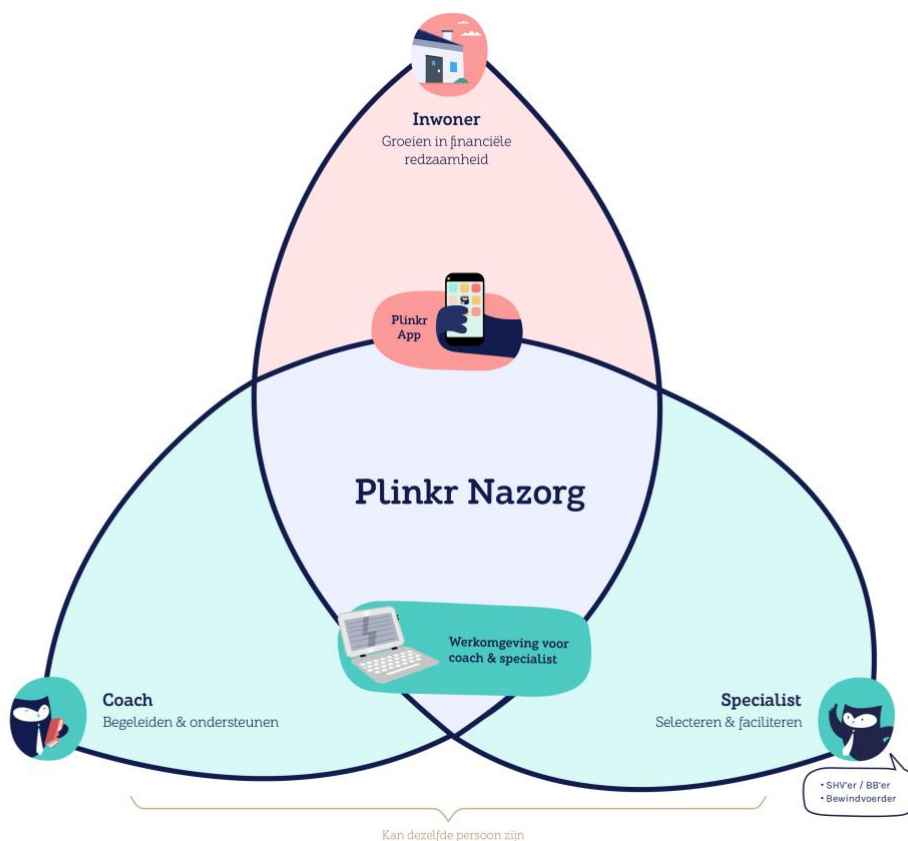 Inwoner
Groeien in financiële
redzaamheid
Plinkr
App
Plinkr Nazorg
Werkomgeving voor
coach & specialist
Coach
Begeleiden & ondersteunen
Specialist
Selecteren & faciliteren
• SHV'er / BB'er
• Bewindvoerder
Kan dezelfde persoon zijn